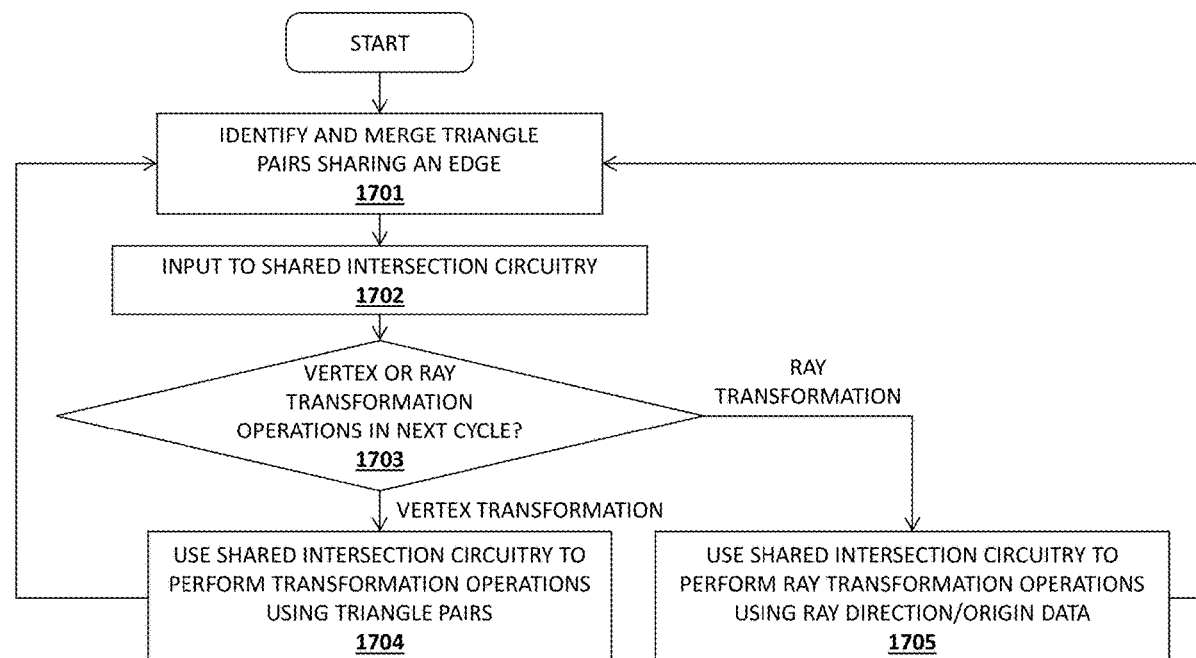 START
IDENTIFY AND MERGE TRIANGLE
PAIRS SHARING AN EDGE
1701
INPUT TO SHARED INTERSECTION CIRCUITRY
1702
VERTEX OR RAY
TRANSFORMATION
OPERATIONS IN NEXT CYCLE?
1703
RAY
TRANSFORMATION
VERTEX TRANSFORMATION
USE SHARED INTERSECTION CIRCUITRY TO
PERFORM TRANSFORMATION OPERATIONS
USING TRIANGLE PAIRS
1704
USE SHARED INTERSECTION CIRCUITRY TO
PERFORM RAY TRANSFORMATION OPERATIONS
USING RAY DIRECTION/ORIGIN DATA
1705